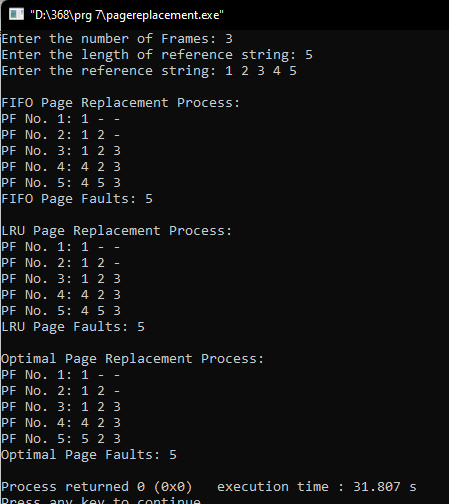 "D:\368\prg 7\pagereplacement.exe"
Enter the number of Frames: 3
Enter the length of reference string: 5
Enter the reference string: 1 2 3 4 5
FIFO Page Replacement Process:
PF No. 1: 1 - -
PF No. 2: 1 2 -
PF No. 3: 1 2 3
PF No. 4: 4 2 3
PF No. 5: 4 5 3
FIFO Page Faults: 5
LRU Page Replacement Process:
PF No. 1: 1 - -
PF No. 2: 1 2 -
PF No. 3: 1 2 3
PF No. 4: 4 2 3
PF No. 5: 4 5 3
LRU Page Faults: 5
Optimal Page Replacement Process:
PF No. 1: 1 - -
PF No. 2: 1 2 -
PF No. 3: 1 2 3
PF No. 4: 4 2 3
PF No. 5: 5 2 3
Optimal Page Faults: 5
Process returned 0 (0x0)   execution time : 31.807 s
Press any key to continue